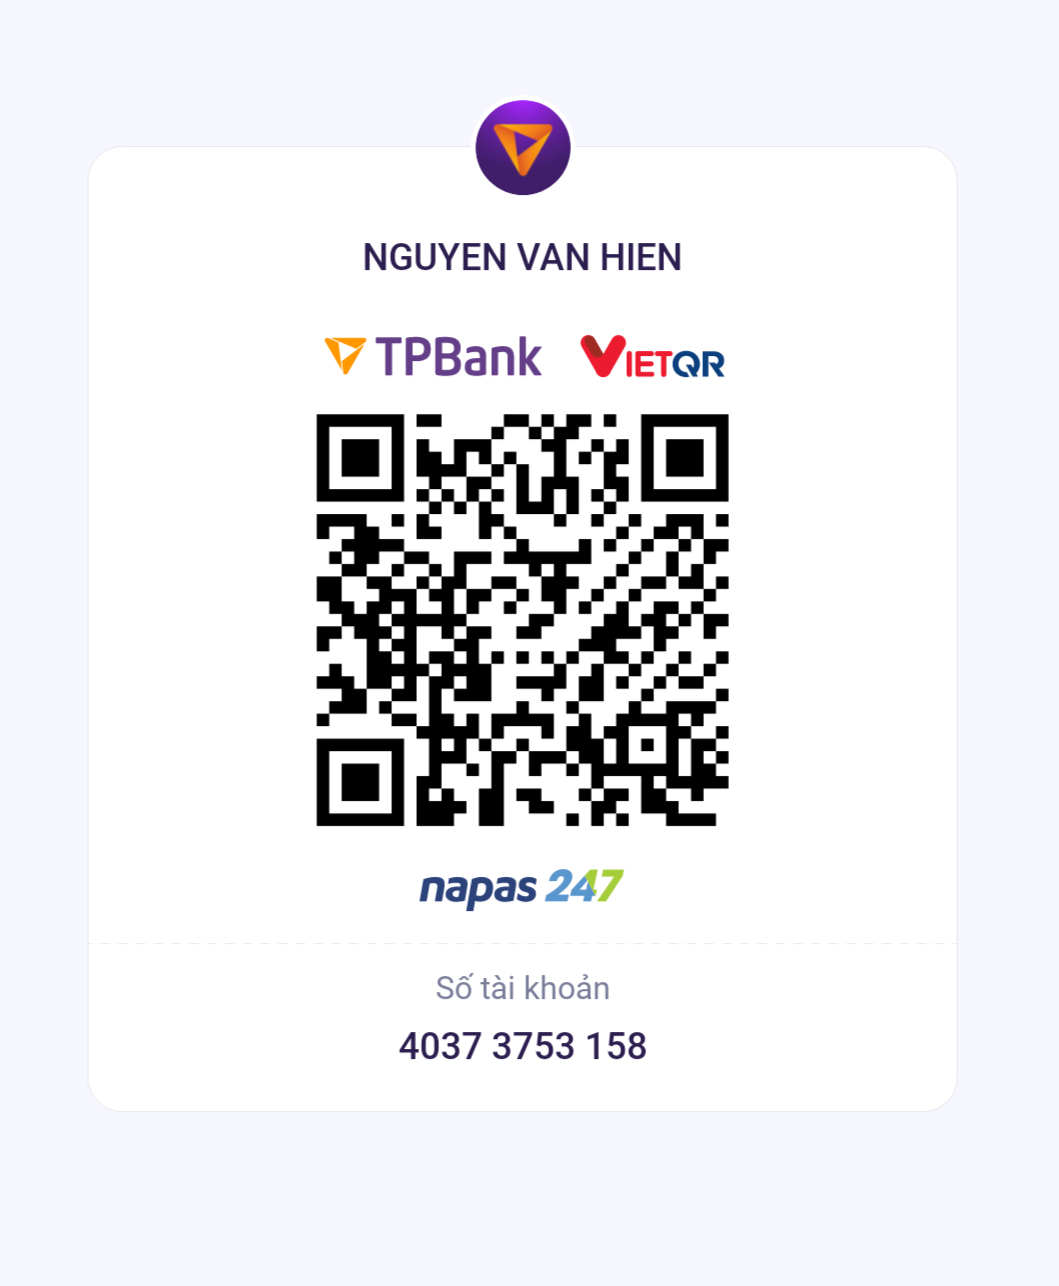 NGUYEN VAN HIEN
TPBank VIETQR
napas 247
Số tài khoản
4037 3753 158